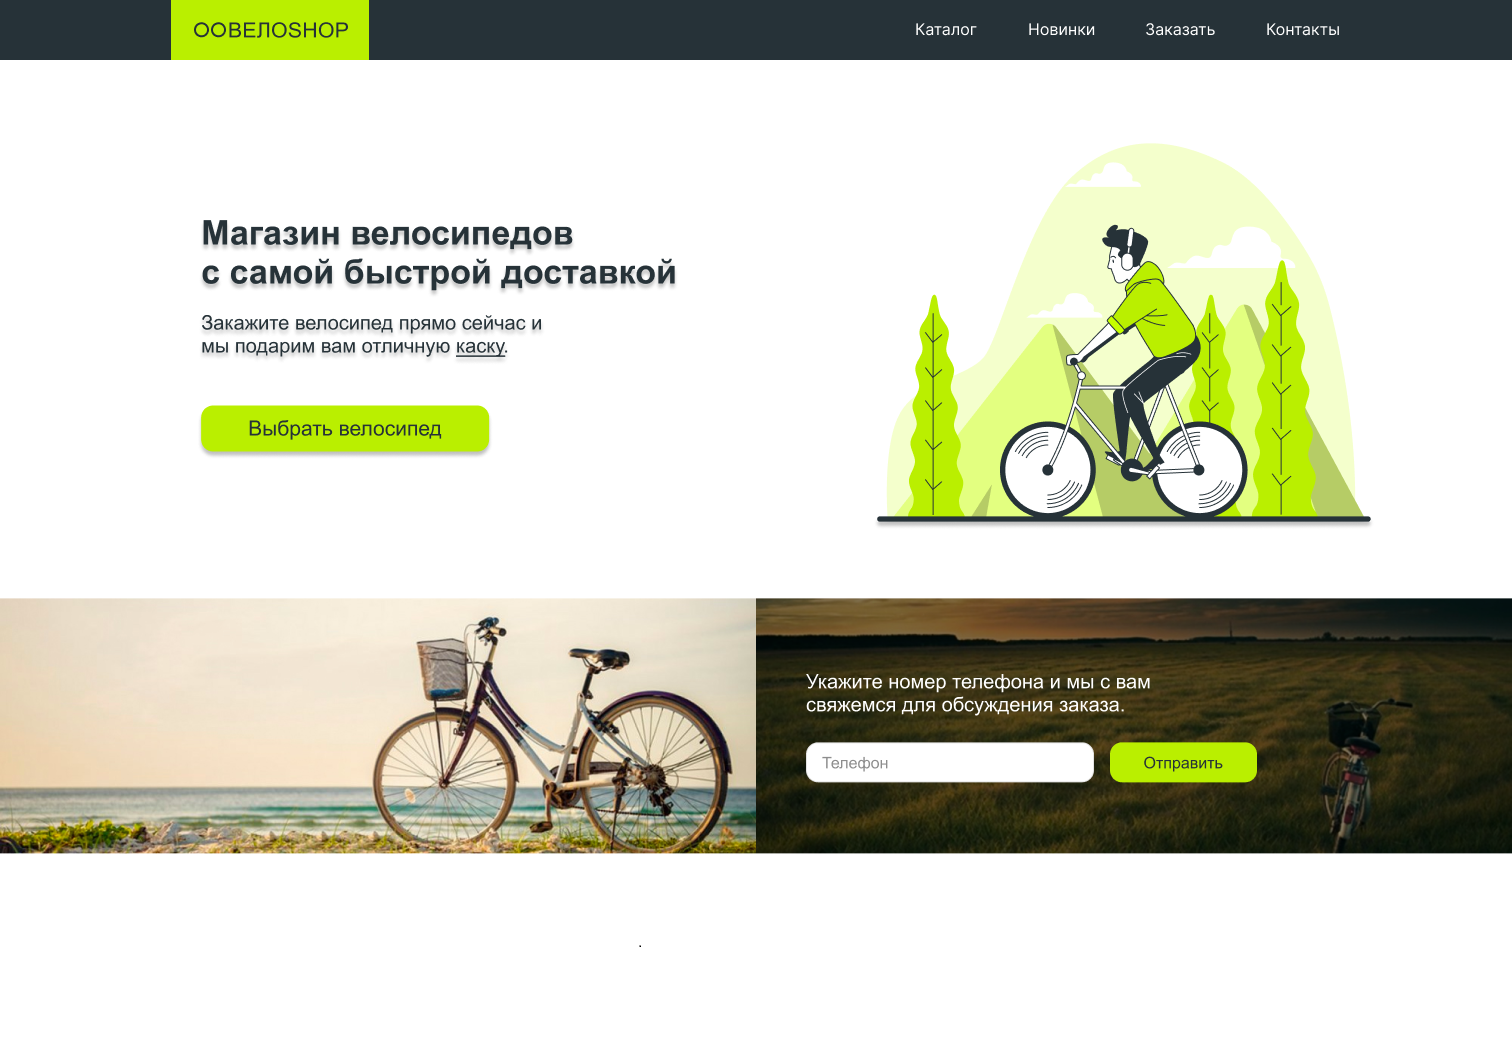 ООВЕЛОSHOP
Каталог
Новинки
Заказать
Контакты
Магазин велосипедов
с самой быстрой доставкой
Закажите велосипед прямо сейчас и
мы подарим вам отличную каску.
Выбрать велосипед
Укажите номер телефона и мы с вам
свяжемся для обсуждения заказа.
Телефон
Отправить